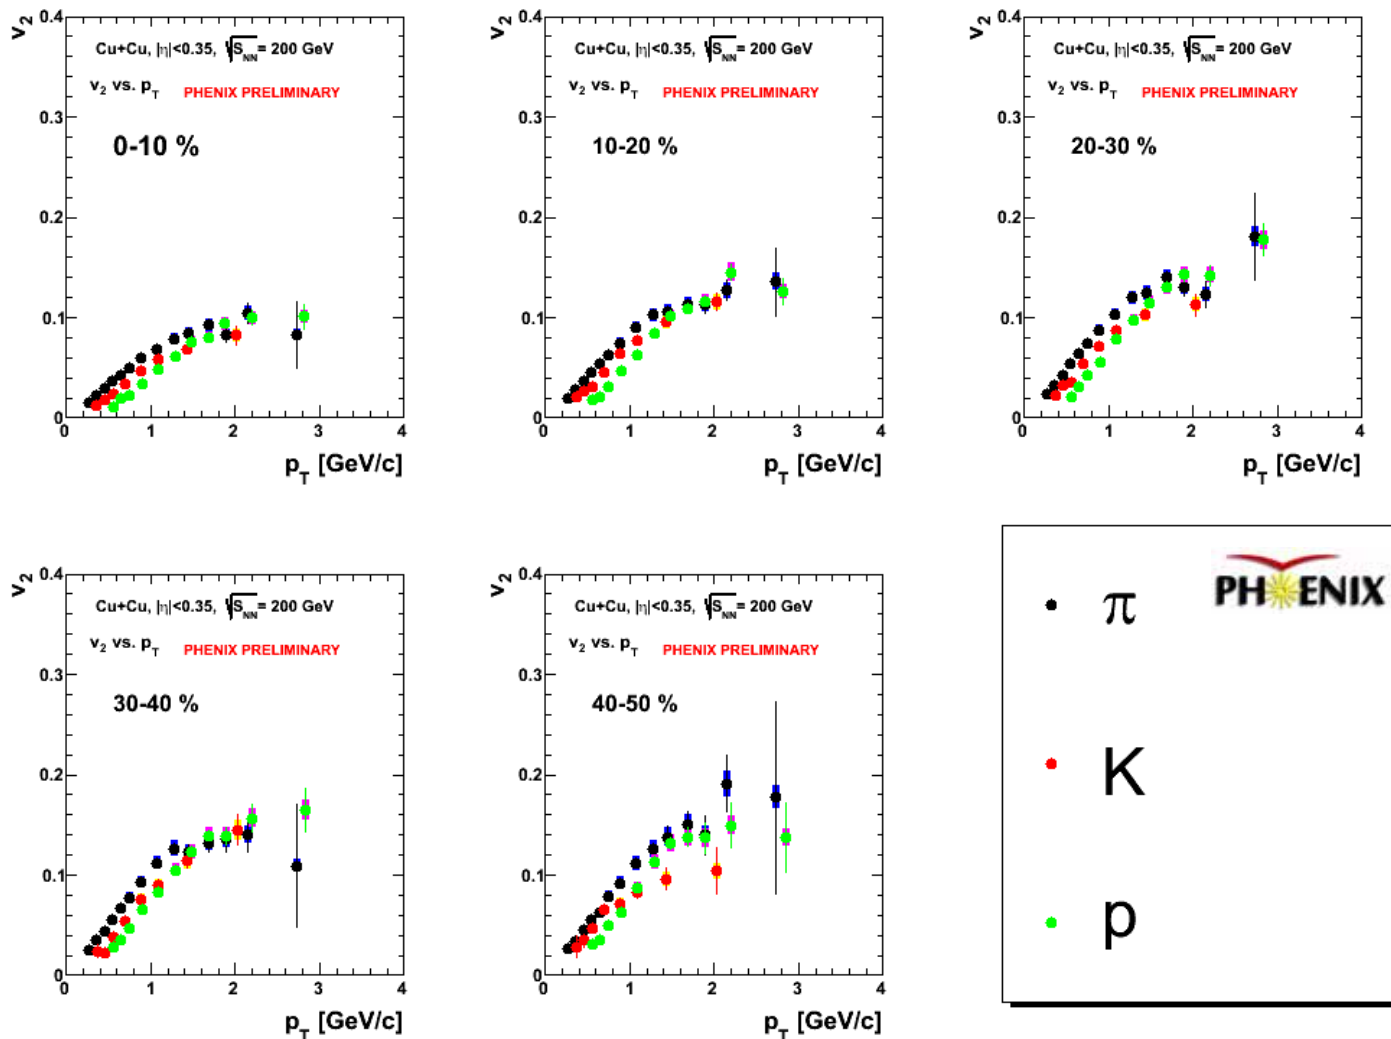 v2
0.4
0.3
0.2
0.1
0
Cu+Cu, |η|<0.35, √S_NN = 200 GeV
v2 vs. pT PHENIX PRELIMINARY
0-10 %
0 1 2 3 4
pT [GeV/c]
v2
0.4
0.3
0.2
0.1
0
Cu+Cu, |η|<0.35, √S_NN = 200 GeV
v2 vs. pT PHENIX PRELIMINARY
10-20 %
0 1 2 3 4
pT [GeV/c]
v2
0.4
0.3
0.2
0.1
0
Cu+Cu, |η|<0.35, √S_NN = 200 GeV
v2 vs. pT PHENIX PRELIMINARY
20-30 %
0 1 2 3 4
pT [GeV/c]
v2
0.4
0.3
0.2
0.1
0
Cu+Cu, |η|<0.35, √S_NN = 200 GeV
v2 vs. pT PHENIX PRELIMINARY
30-40 %
0 1 2 3 4
pT [GeV/c]
v2
0.4
0.3
0.2
0.1
0
Cu+Cu, |η|<0.35, √S_NN = 200 GeV
v2 vs. pT PHENIX PRELIMINARY
40-50 %
0 1 2 3 4
pT [GeV/c]
PHENIX
π
K
p